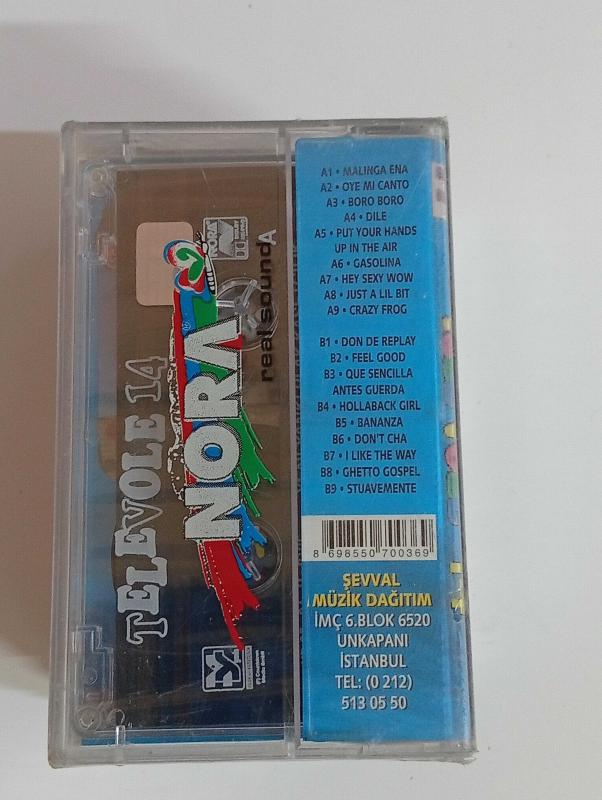 A1 • MALINGA ENA
A2 • OYE MI CANTO
A3 • BORO BORO
A4 • DILE
A5 • PUT YOUR HANDS
UP IN THE AIR
A6 • GASOLINA
A7 • HEY SEXY WOW
A8 • JUST A LIL BIT
A9 • CRAZY FROG
B1 • DON DE REPLAY
B2 • FEEL GOOD
B3 • QUE SENCILLA
ANTES GUERDA
B4 • HOLLABACK GIRL
B5 • BANANZA
B6 • DON'T CHA
B7 • I LIKE THE WAY
B8 • GHETTO GOSPEL
B9 • STUAVEMENTE
8 698550 700369
ŞEVVAL
MÜZİK DAĞITIM
İMÇ 6.BLOK 6520
UNKAPANI
İSTANBUL
TEL: (0 212)
513 05 50
TELEVOLE 14
NORA
real sound
A
NORA